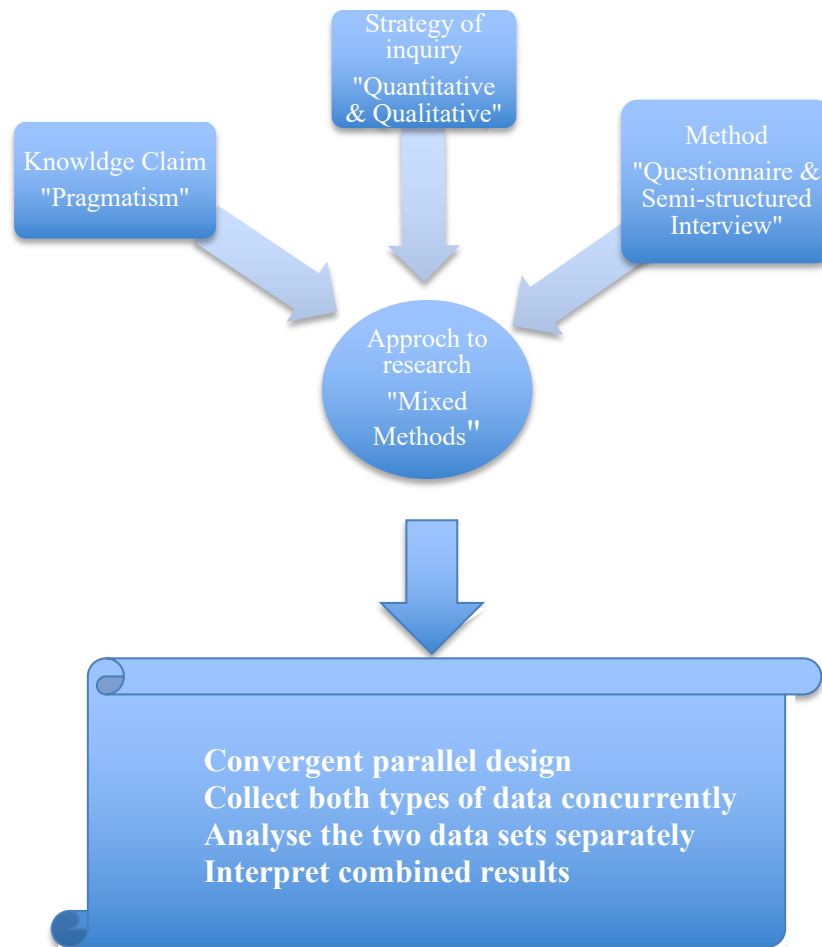 Strategy of
inquiry
"Quantitative
& Qualitative"
Knowldge Claim
"Pragmatism"
Method
"Questionnaire &
Semi-structured
Interview"
Approch to
research
"Mixed
Methods"
Convergent parallel design
Collect both types of data concurrently
Analyse the two data sets separately
Interpret combined results